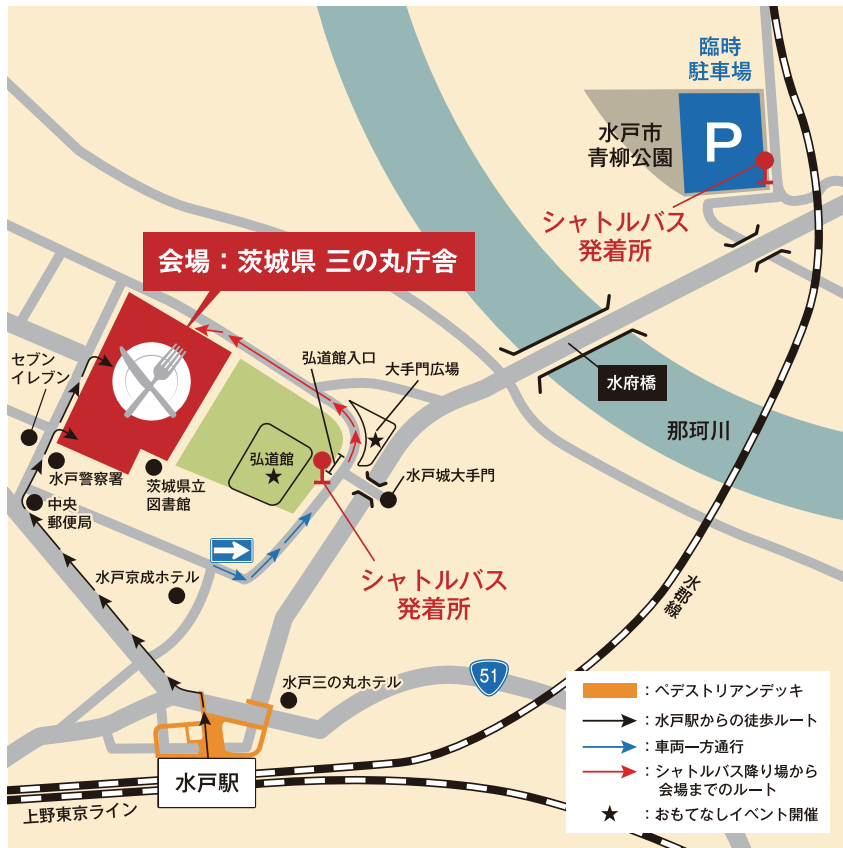 臨時
駐車場
P
水戸市
青柳公園
シャトルバス
発着所
会場：茨城県 三の丸庁舎
セブン
イレブン
弘道館入口
大手門広場
水府橋
那珂川
弘道館
水戸警察署
茨城県立
図書館
水戸城大手門
中央
郵便局
水戸京成ホテル
シャトルバス
発着所
水郡線
水戸三の丸ホテル
51
水戸駅
上野東京ライン
：ペデストリアンデッキ
：水戸駅からの徒歩ルート
：車両一方通行
：シャトルバス降り場から
会場までのルート
★：おもてなしイベント開催